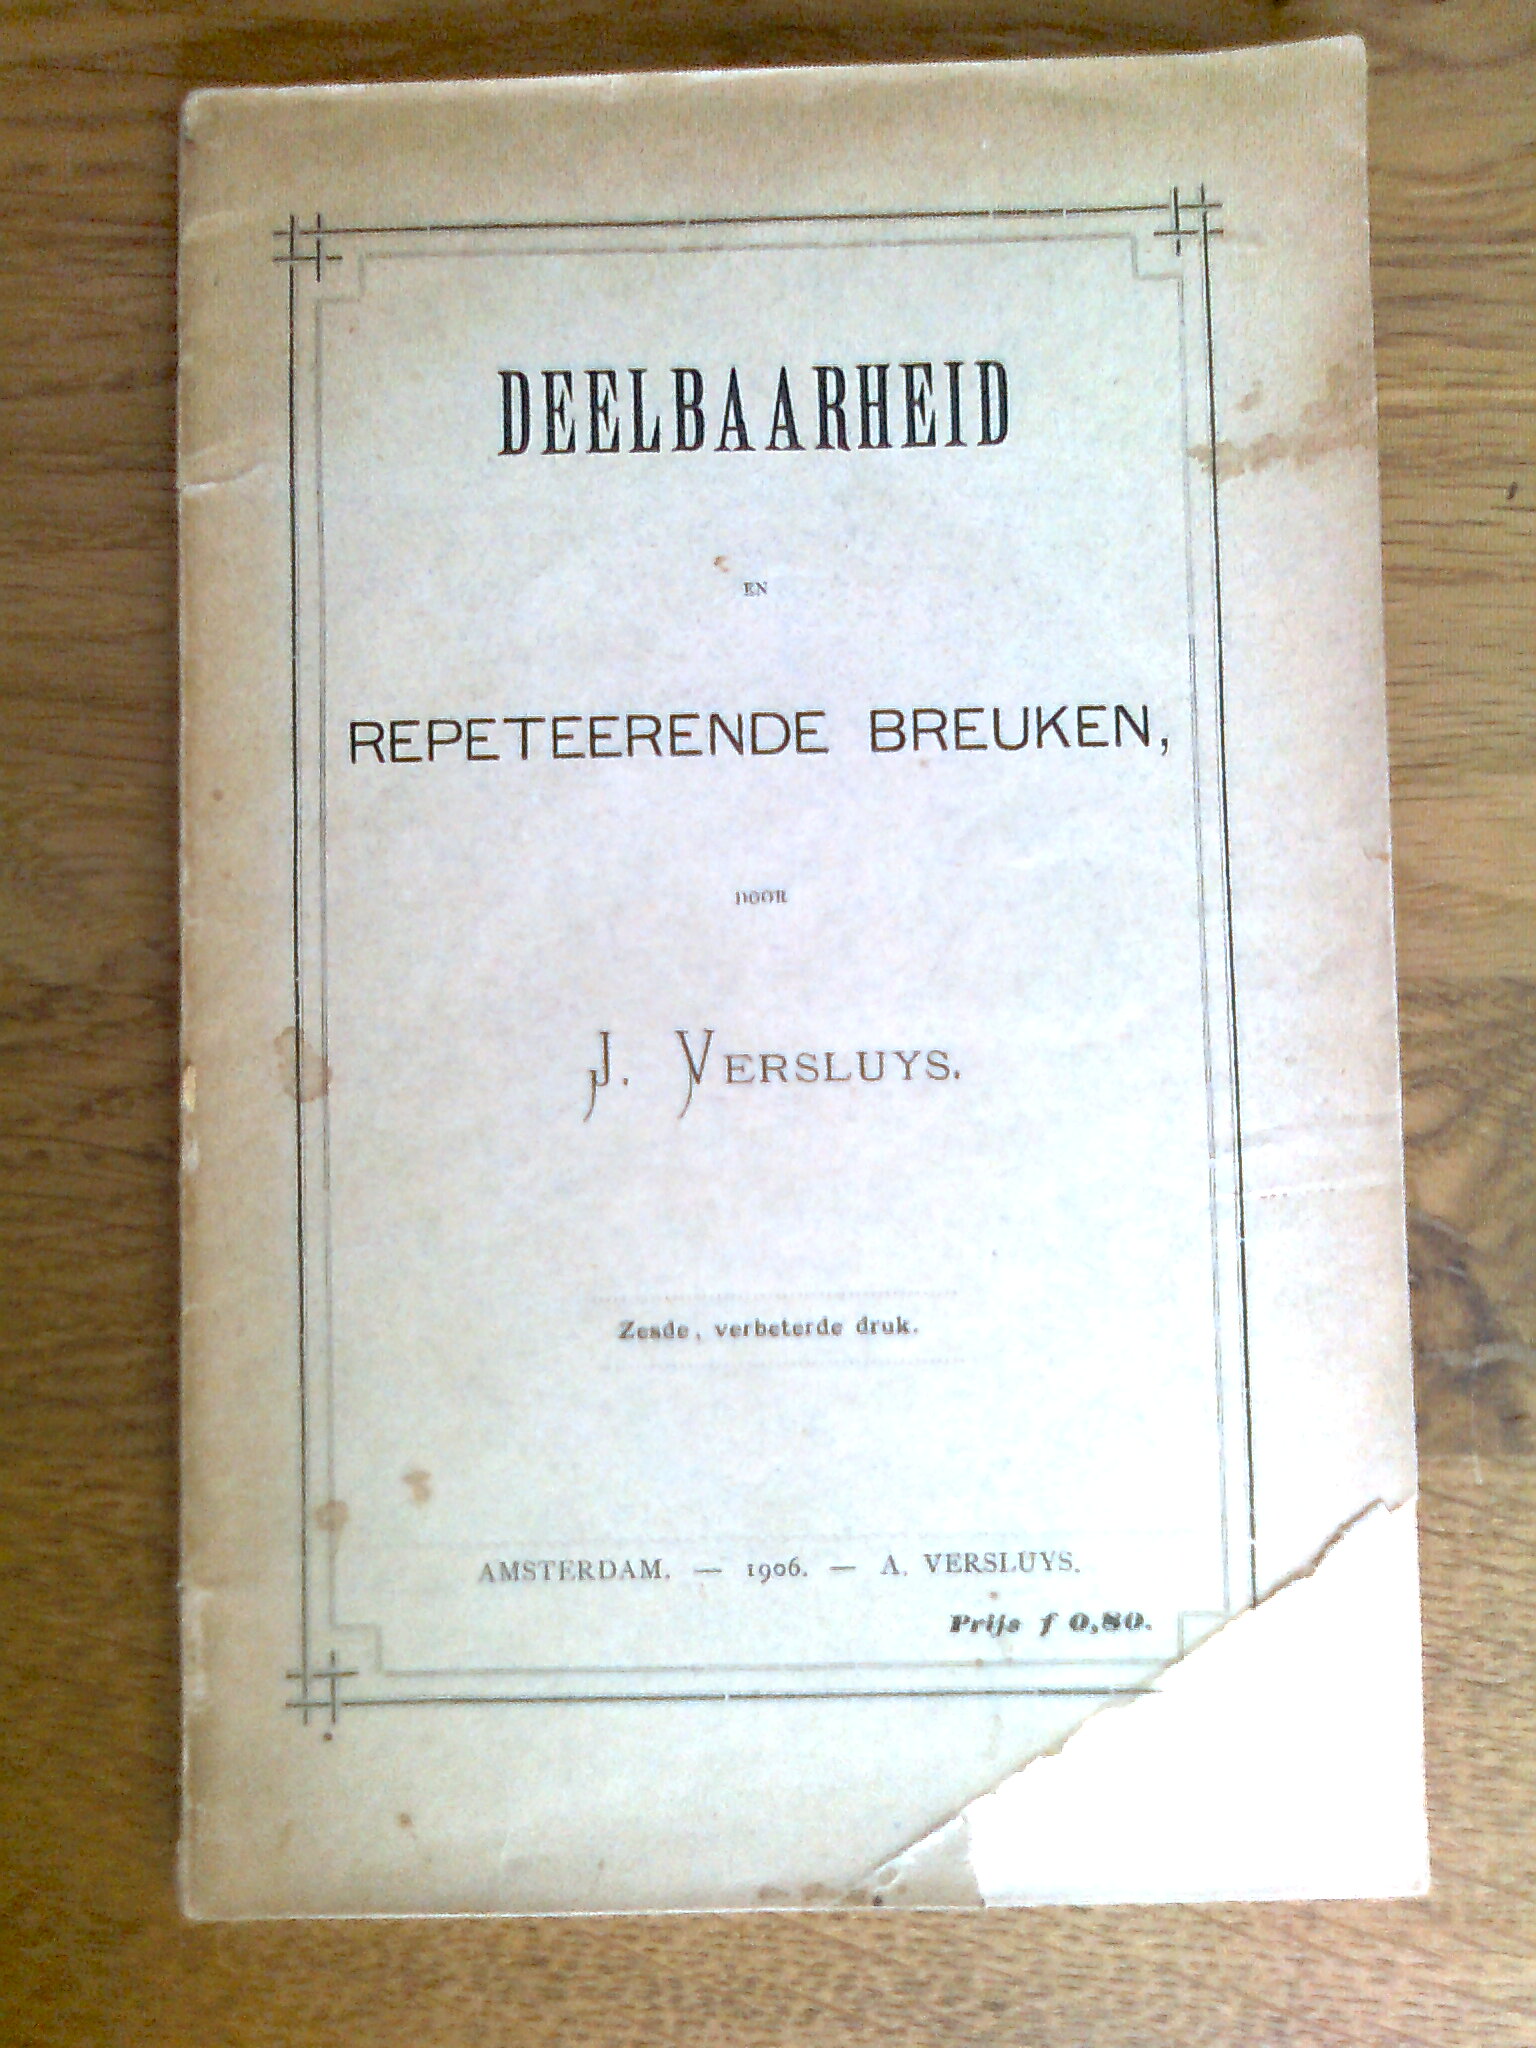 DEELBAARHEID
EN
REPETEERENDE BREUKEN,
DOOR
J. VERSLUYS.
Zesde, verbeterde druk.
AMSTERDAM. — 1906. — A. VERSLUYS.
Prijs f 0,80.